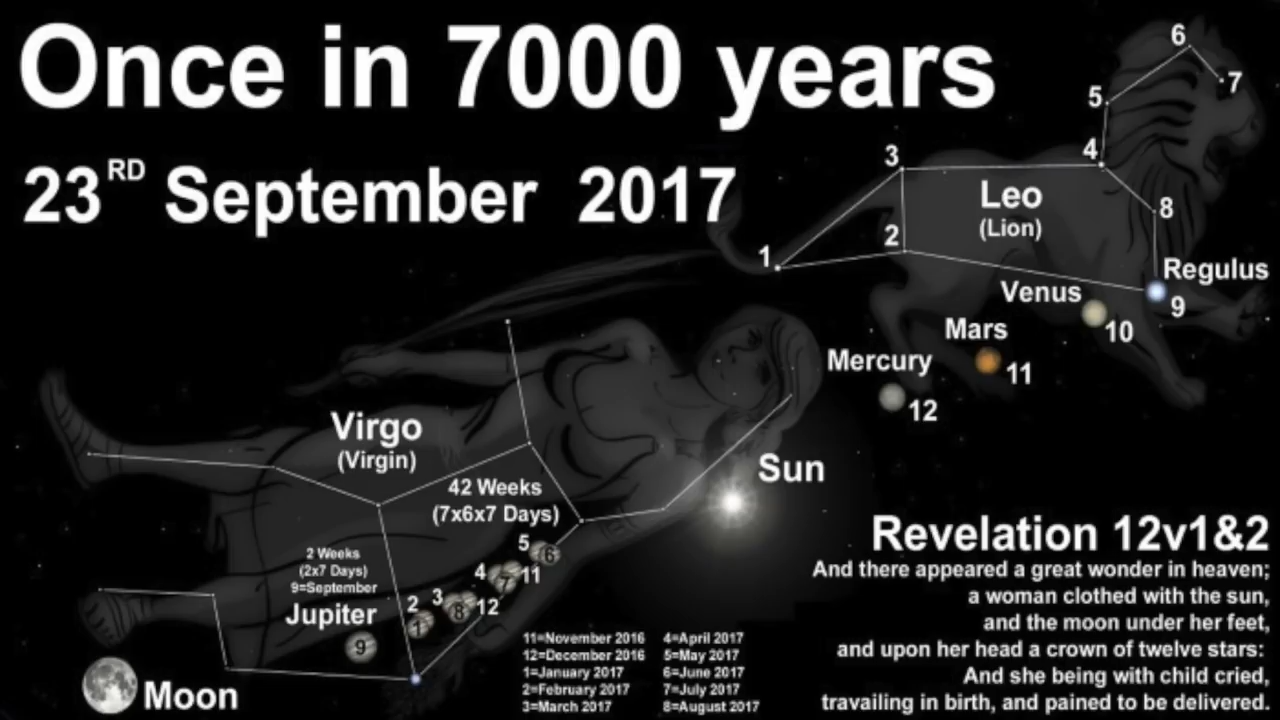 Once in 7000 years
23RD September 2017
6
7
5
4
3
Leo
(Lion)
8
2
1
Regulus
9
Venus
10
Mars
11
Mercury
12
Virgo
(Virgin)
Sun
42 Weeks
(7x6x7 Days)
5
6
2 Weeks
(2x7 Days)
9=September
Jupiter
4
7
11
2
3
8
12
1
9
Moon
11=November 2016
12=December 2016
1=January 2017
2=February 2017
3=March 2017
4=April 2017
5=May 2017
6=June 2017
7=July 2017
8=August 2017
Revelation 12v1&2
And there appeared a great wonder in heaven;
a woman clothed with the sun,
and the moon under her feet,
and upon her head a crown of twelve stars:
And she being with child cried,
travailing in birth, and pained to be delivered.